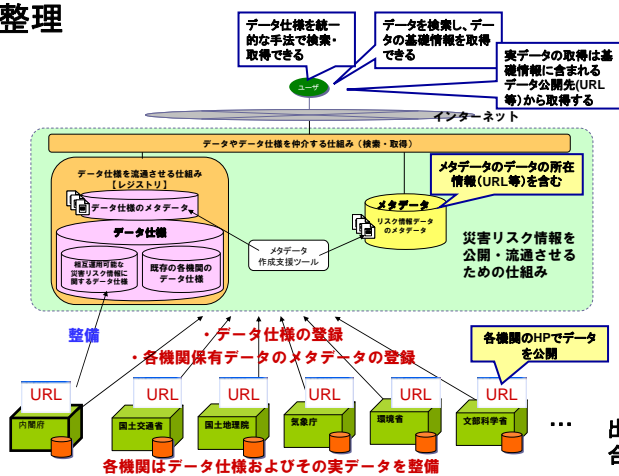 整理
データ仕様を統一
的な手法で検索・
取得できる
データを検索し、デー
タの基礎情報を取得
できる
実データの取得は基
礎情報に含まれる
データ公開先(URL
等)から取得する
ユーザ
インターネット
データやデータ仕様を仲介する仕組み（検索・取得）
データ仕様を流通させる仕組み
【レジストリ】
データ仕様のメタデータ
データ仕様
相互運用可能な
災害リスク情報に
関するデータ仕様
既存の各機関の
データ仕様
メタデータ
作成支援ツール
メタデータ
リスク情報データ
のメタデータ
メタデータのデータの所在
情報(URL等)を含む
災害リスク情報を
公開・流通させる
ための仕組み
整備
・データ仕様の登録
・各機関保有データのメタデータの登録
各機関のHPでデータ
を公開
URL
URL
URL
URL
URL
URL
内閣府
国土交通省
国土地理院
気象庁
環境省
文部科学省
…
各機関はデータ仕様およびその実データを整備
出